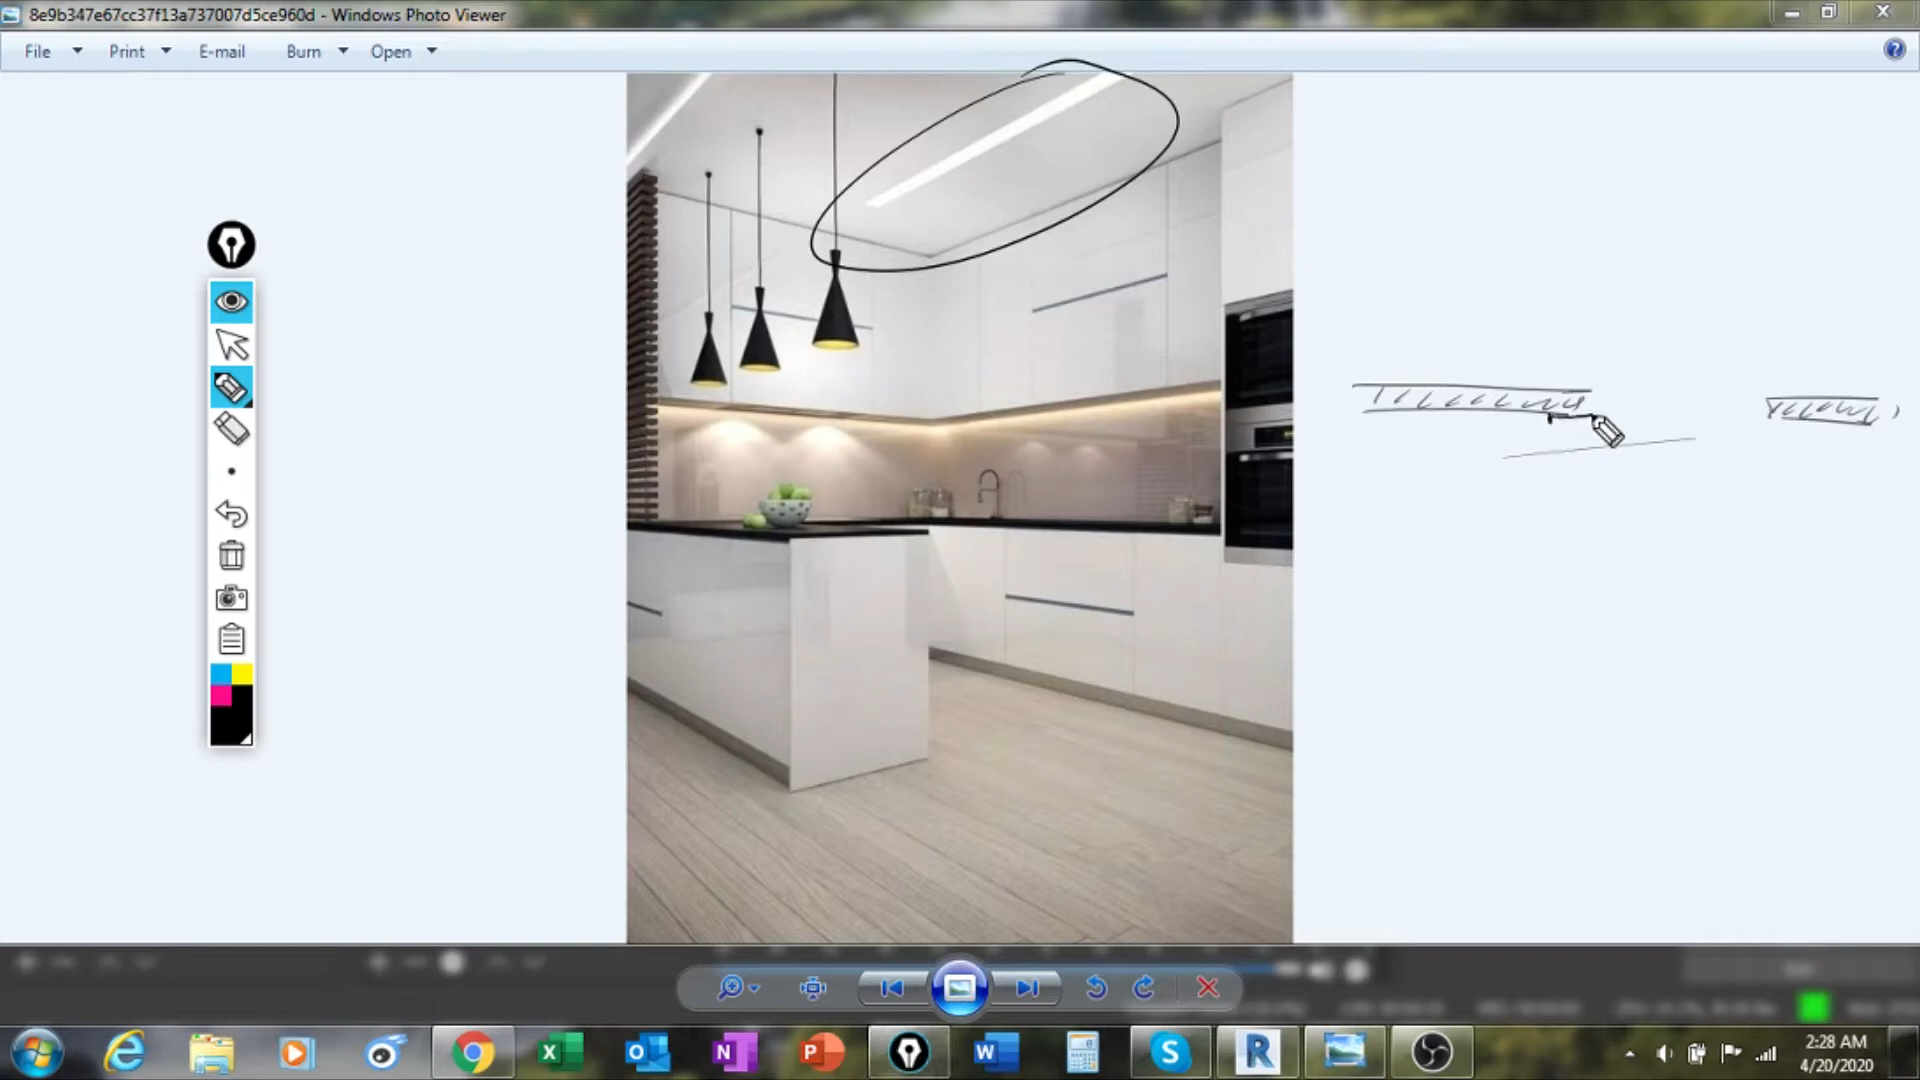 8e9b347e67cc37f13a737007d5ce960d - Windows Photo Viewer
File Print E-mail Burn Open
2:28 AM
4/20/2020